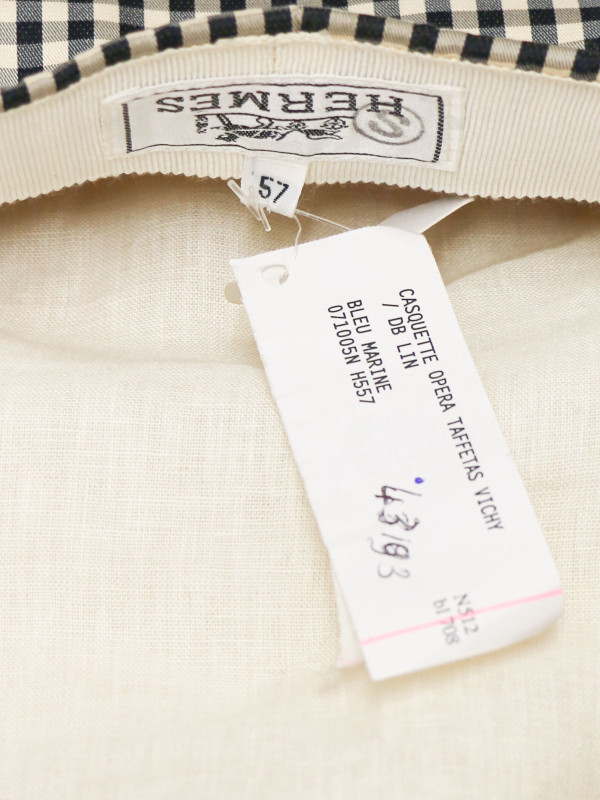 HERMES
S
57
CASQUETTE OPERA TAFFETAS VICHY
/ DB LIN
BLEU MARINE
071005N H557
43193
N512
bl 708